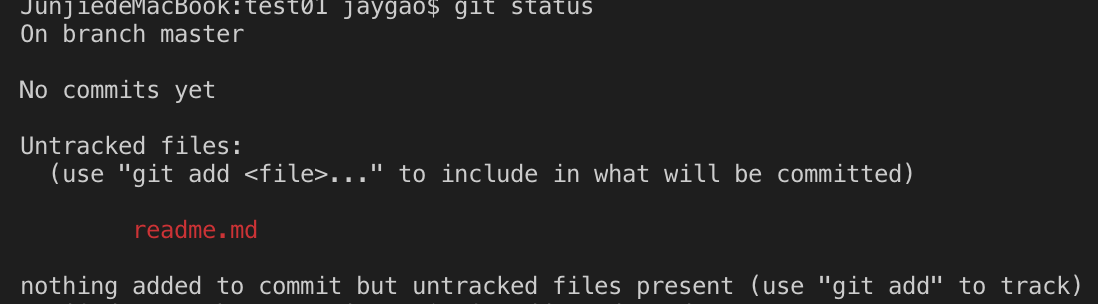 JunjiedeMacBook:test01 jaygao$ git status
On branch master
No commits yet
Untracked files:
(use "git add <file>..." to include in what will be committed)
readme.md
nothing added to commit but untracked files present (use "git add" to track)